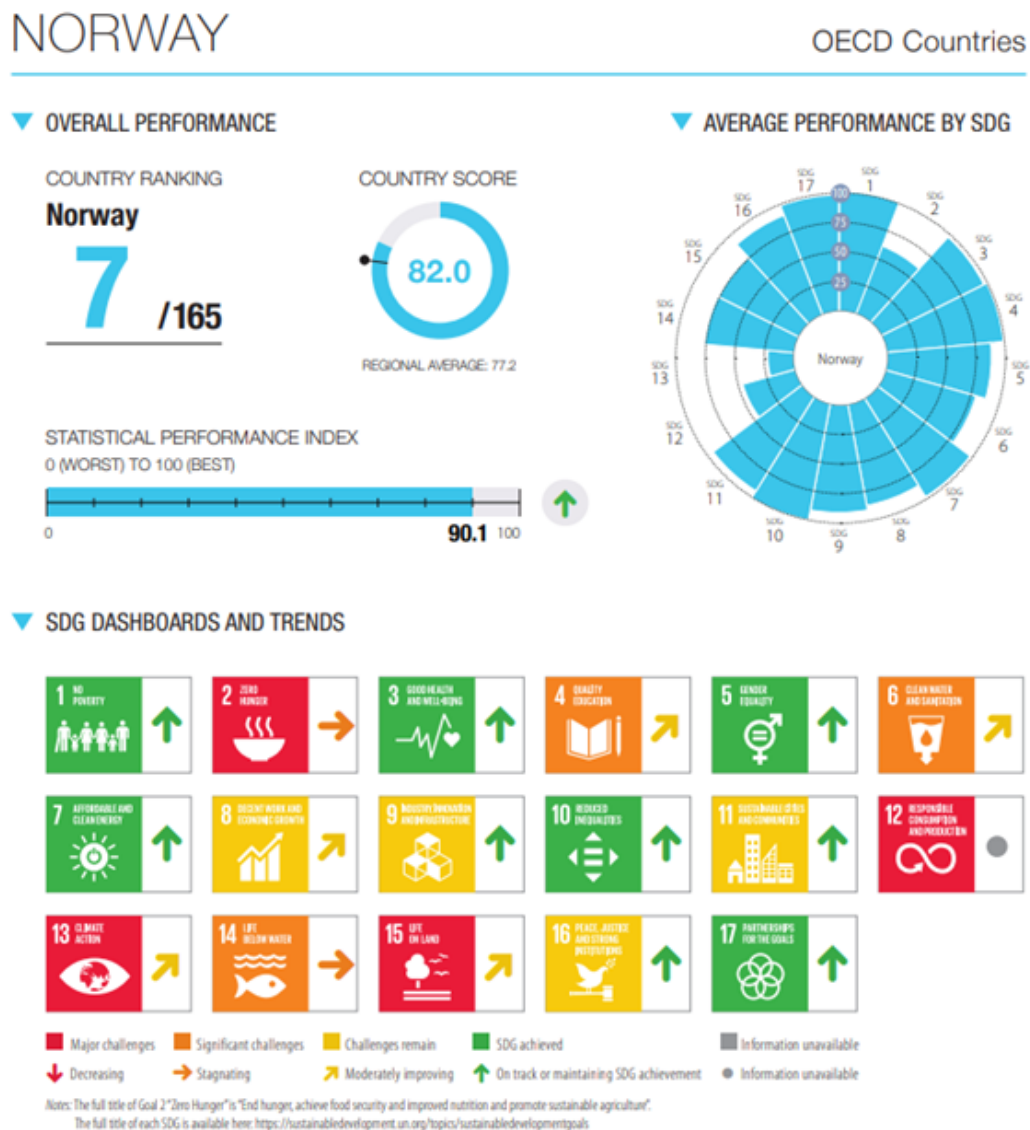 NORWAY
OECD Countries
OVERALL PERFORMANCE
AVERAGE PERFORMANCE BY SDG
COUNTRY RANKING
COUNTRY SCORE
Norway
7 /165
82.0
REGIONAL AVERAGE: 77.2
SDG 1
SDG 2
SDG 3
SDG 4
SDG 5
SDG 6
SDG 7
SDG 8
SDG 9
SDG 10
SDG 11
SDG 12
SDG 13
SDG 14
SDG 15
SDG 16
SDG 17
100
75
50
25
Norway
STATISTICAL PERFORMANCE INDEX
0 (WORST) TO 100 (BEST)
0 90.1 100
SDG DASHBOARDS AND TRENDS
1 NO
POVERTY
2 ZERO
HUNGER
3 GOOD HEALTH
AND WELL-BEING
4 QUALITY
EDUCATION
5 GENDER
EQUALITY
6 CLEAN WATER
AND SANITATION
7 AFFORDABLE AND
CLEAN ENERGY
8 DECENT WORK AND
ECONOMIC GROWTH
9 INDUSTRY, INNOVATION
AND INFRASTRUCTURE
10 REDUCED
INEQUALITIES
11 SUSTAINABLE CITIES
AND COMMUNITIES
12 RESPONSIBLE
CONSUMPTION
AND PRODUCTION
13 CLIMATE
ACTION
14 LIFE
BELOW WATER
15 LIFE
ON LAND
16 PEACE, JUSTICE
AND STRONG
INSTITUTIONS
17 PARTNERSHIPS
FOR THE GOALS
Major challenges Significant challenges Challenges remain SDG achieved Information unavailable
Decreasing Stagnating Moderately improving On track or maintaining SDG achievement Information unavailable
Notes: The full title of Goal 2 "Zero Hunger" is "End hunger, achieve food security and improved nutrition and promote sustainable agriculture".
The full title of each SDG is available here: https://sustainabledevelopment.un.org/topics/sustainabledevelopmentgoals